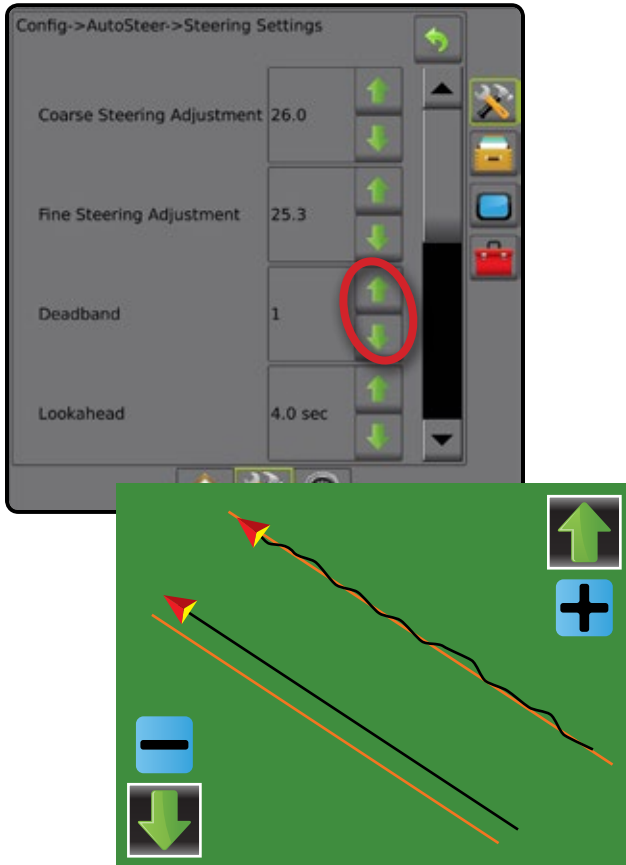 Config->AutoSteer->Steering Settings
Coarse Steering Adjustment 26.0
Fine Steering Adjustment 25.3
Deadband 1
Lookahead 4.0 sec